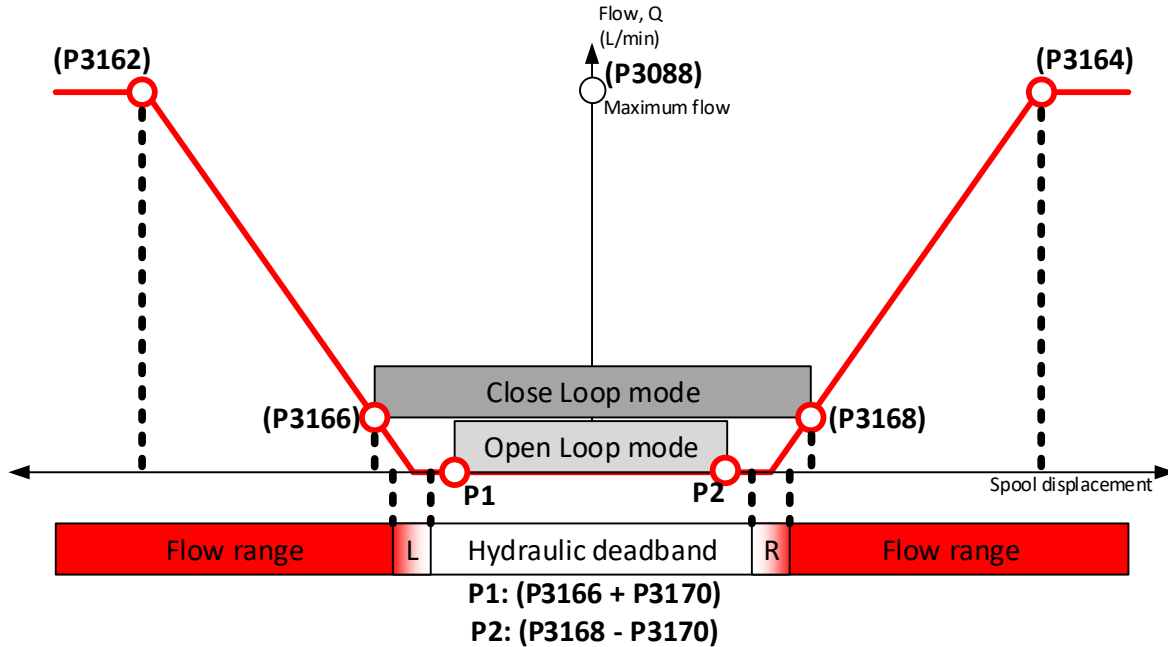 Flow, Q
(L/min)
(P3162)
(P3088)
Maximum flow
(P3164)
Close Loop mode
(P3166)
(P3168)
Open Loop mode
P1
P2
Spool displacement
Flow range
L
Hydraulic deadband
R
Flow range
P1: (P3166 + P3170)
P2: (P3168 - P3170)